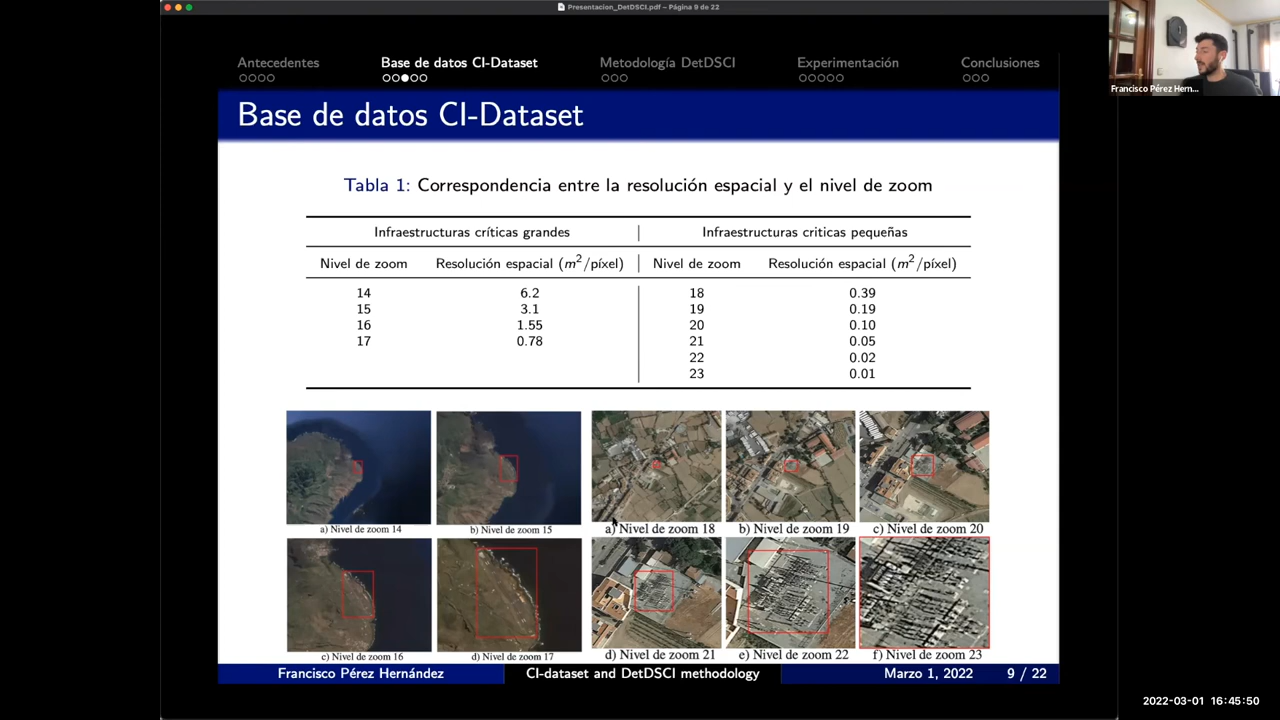 Presentacion_DetDSCI.pdf – Página 9 de 22
Antecedentes Base de datos CI-Dataset Metodología DetDSCI Experimentación Conclusiones
Francisco Pérez Hern...
Base de datos CI-Dataset
Tabla 1: Correspondencia entre la resolución espacial y el nivel de zoom
Infraestructuras críticas grandes | Infraestructuras criticas pequeñas
Nivel de zoom Resolución espacial (m²/píxel) | Nivel de zoom Resolución espacial (m²/píxel)
14 6.2 18 0.39
15 3.1 19 0.19
16 1.55 20 0.10
17 0.78 21 0.05
22 0.02
23 0.01
a) Nivel de zoom 14 b) Nivel de zoom 15 a) Nivel de zoom 18 b) Nivel de zoom 19 c) Nivel de zoom 20
c) Nivel de zoom 16 d) Nivel de zoom 17 d) Nivel de zoom 21 e) Nivel de zoom 22 f) Nivel de zoom 23
Francisco Pérez Hernández CI-dataset and DetDSCI methodology Marzo 1, 2022 9 / 22
2022-03-01 16:45:50